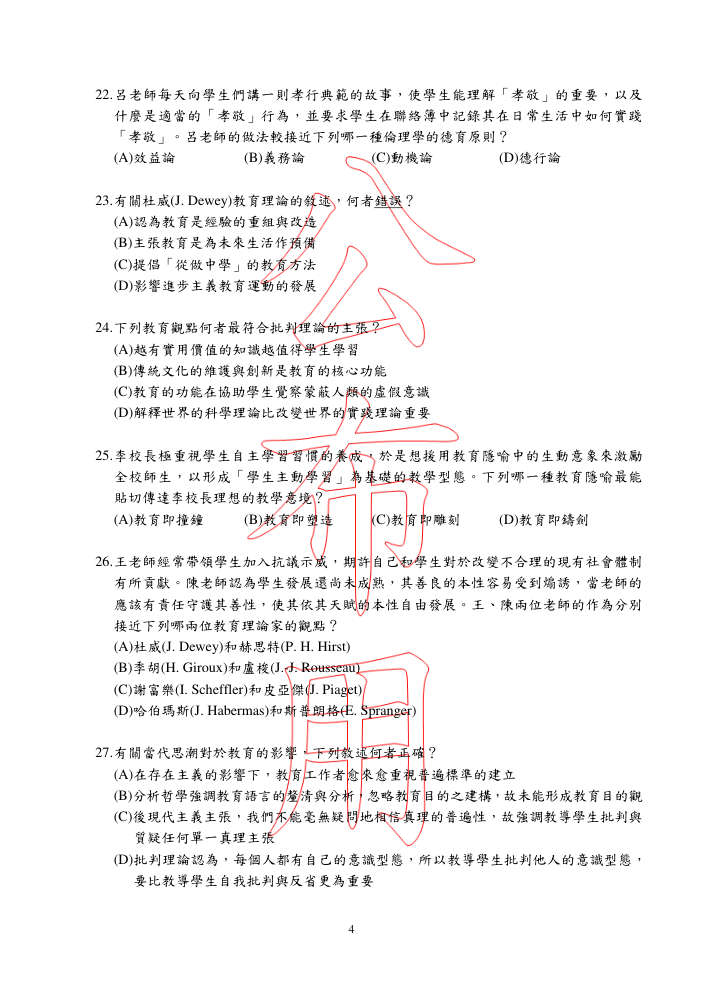 22.呂老師每天向學生們講一則孝行典範的故事，使學生能理解「孝敬」的重要，以及
什麼是適當的「孝敬」行為，並要求學生在聯絡簿中記錄其在日常生活中如何實踐
「孝敬」。呂老師的做法較接近下列哪一種倫理學的德育原則？
(A)效益論 (B)義務論 (C)動機論 (D)德行論
23.有關杜威(J. Dewey)教育理論的敘述，何者錯誤？
(A)認為教育是經驗的重組與改造
(B)主張教育是為未來生活作預備
(C)提倡「從做中學」的教育方法
(D)影響進步主義教育運動的發展
24.下列教育觀點何者最符合批判理論的主張？
(A)越有實用價值的知識越值得學生學習
(B)傳統文化的維護與創新是教育的核心功能
(C)教育的功能在協助學生覺察蒙蔽人類的虛假意識
(D)解釋世界的科學理論比改變世界的實踐理論重要
25.李校長極重視學生自主學習習慣的養成，於是想援用教育隱喻中的生動意象來激勵
全校師生，以形成「學生主動學習」為基礎的教學型態。下列哪一種教育隱喻最能
貼切傳達李校長理想的教學意境？
(A)教育即撞鐘 (B)教育即塑造 (C)教育即雕刻 (D)教育即鑄劍
26.王老師經常帶領學生加入抗議示威，期許自己和學生對於改變不合理的現有社會體制
有所貢獻。陳老師認為學生發展還尚未成熟，其善良的本性容易受到煽誘，當老師的
應該有責任守護其善性，使其依其天賦的本性自由發展。王、陳兩位老師的作為分別
接近下列哪兩位教育理論家的觀點？
(A)杜威(J. Dewey)和赫思特(P. H. Hirst)
(B)季胡(H. Giroux)和盧梭(J.-J. Rousseau)
(C)謝富樂(I. Scheffler)和皮亞傑(J. Piaget)
(D)哈伯瑪斯(J. Habermas)和斯普朗格(E. Spranger)
27.有關當代思潮對於教育的影響，下列敘述何者正確？
(A)在存在主義的影響下，教育工作者愈來愈重視普遍標準的建立
(B)分析哲學強調教育語言的釐清與分析，忽略教育目的之建構，故未能形成教育目的觀
(C)後現代主義主張，我們不能毫無疑問地相信真理的普遍性，故強調教導學生批判與
質疑任何單一真理主張
(D)批判理論認為，每個人都有自己的意識型態，所以教導學生批判他人的意識型態，
要比教導學生自我批判與反省更為重要
4
公布用